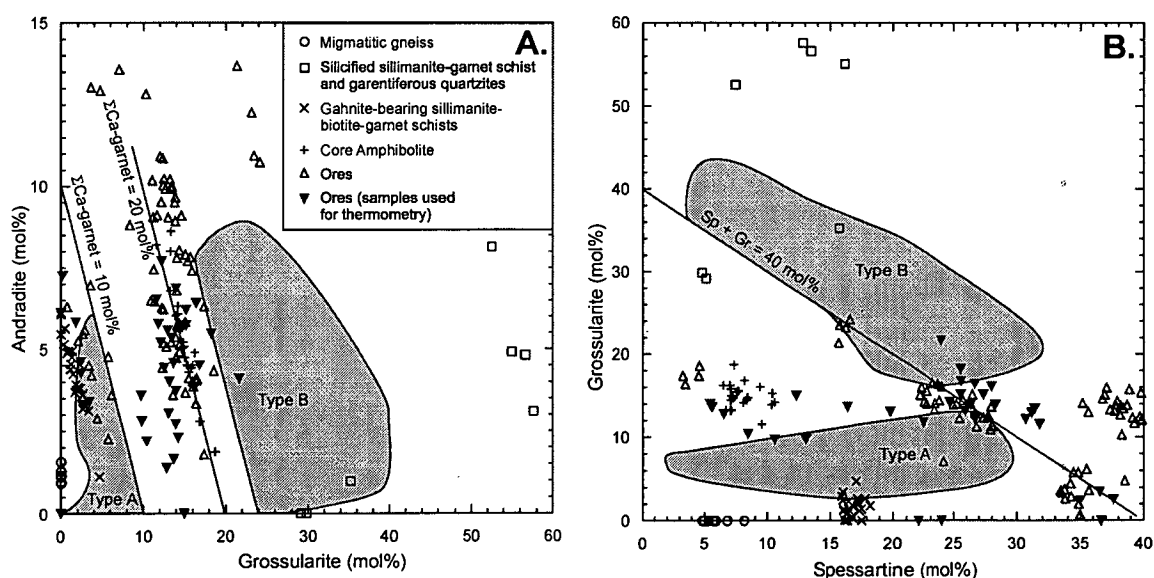 A.
15
10
5
0
Andradite (mol%)
0 10 20 30 40 50 60
Grossularite (mol%)
ΣCa-garnet = 10 mol%
ΣCa-garnet = 20 mol%
Type A
Type B
Migmatitic gneiss
Silicified sillimanite-garnet schist
and garentiferous quartzites
Gahnite-bearing sillimanite-
biotite-garnet schists
Core Amphibolite
Ores
Ores (samples used
for thermometry)
B.
60
50
40
30
20
10
0
Grossularite (mol%)
0 5 10 15 20 25 30 35 40
Spessartine (mol%)
Sp + Gr = 40 mol%
Type B
Type A